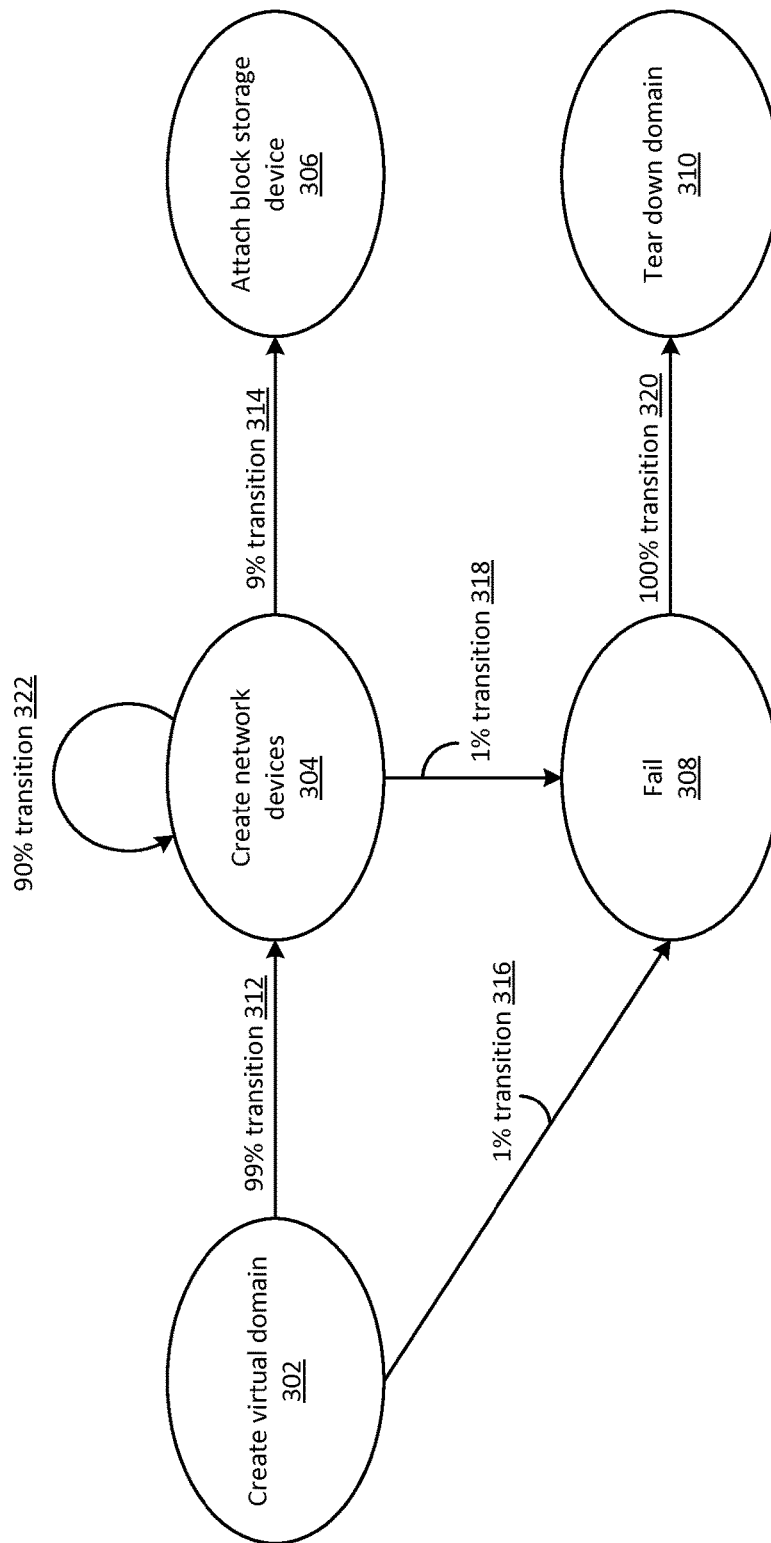 90% transition 322
Create virtual domain
302
99% transition 312
Create network
devices
304
9% transition 314
Attach block storage
device
306
1% transition 316
1% transition 318
Fail
308
100% transition 320
Tear down domain
310